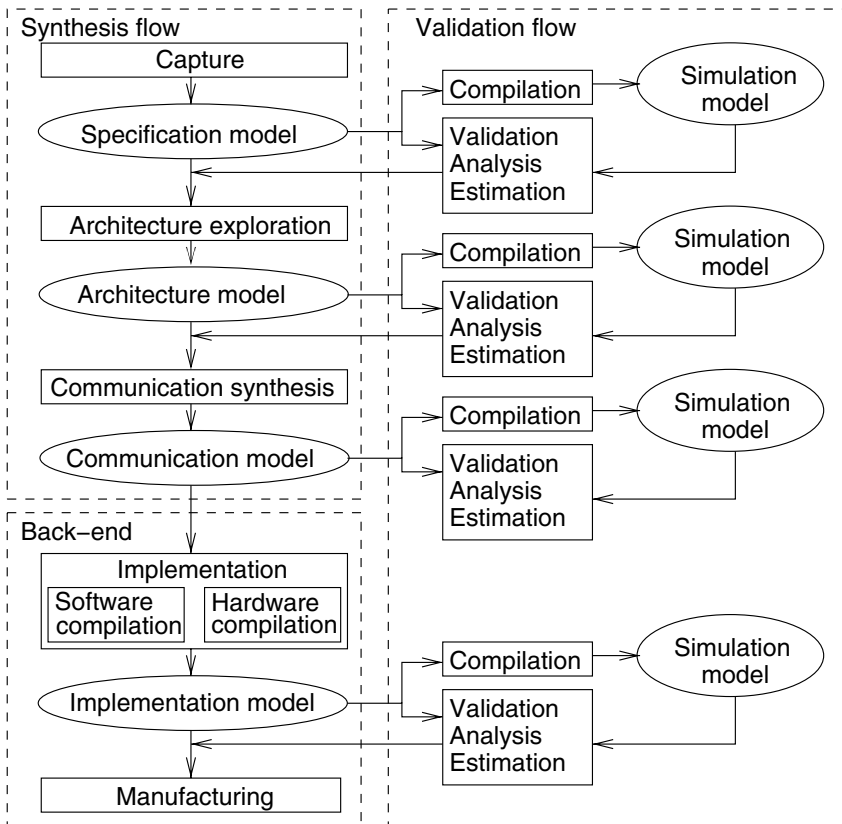 Synthesis flow
Validation flow
Capture
Compilation
Simulation
model
Specification model
Validation
Analysis
Estimation
Architecture exploration
Compilation
Simulation
model
Architecture model
Validation
Analysis
Estimation
Communication synthesis
Compilation
Simulation
model
Communication model
Validation
Analysis
Estimation
Back–end
Implementation
Software
compilation
Hardware
compilation
Compilation
Simulation
model
Implementation model
Validation
Analysis
Estimation
Manufacturing